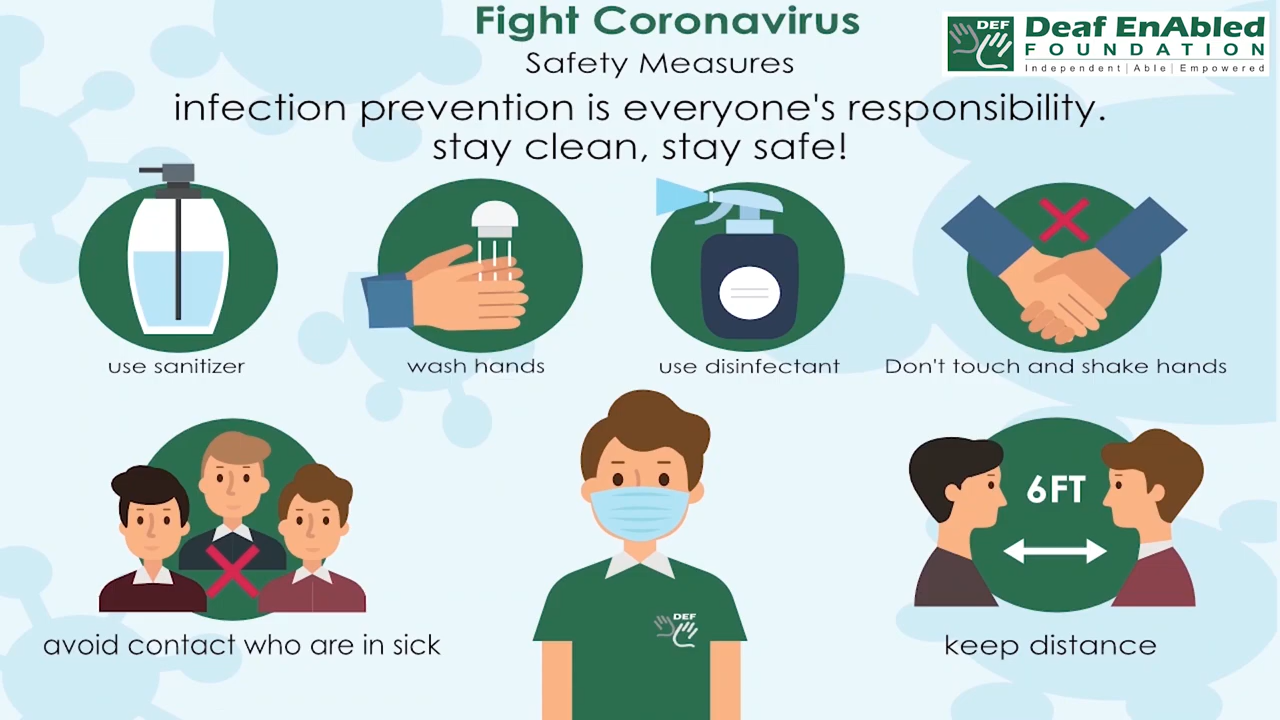 Fight Coronavirus
Safety Measures
DEF
Deaf EnAbled
FOUNDATION
Independent | Able | Empowered
infection prevention is everyone's responsibility.
stay clean, stay safe!
use sanitizer
wash hands
use disinfectant
Don't touch and shake hands
6FT
DEF
avoid contact who are in sick
keep distance